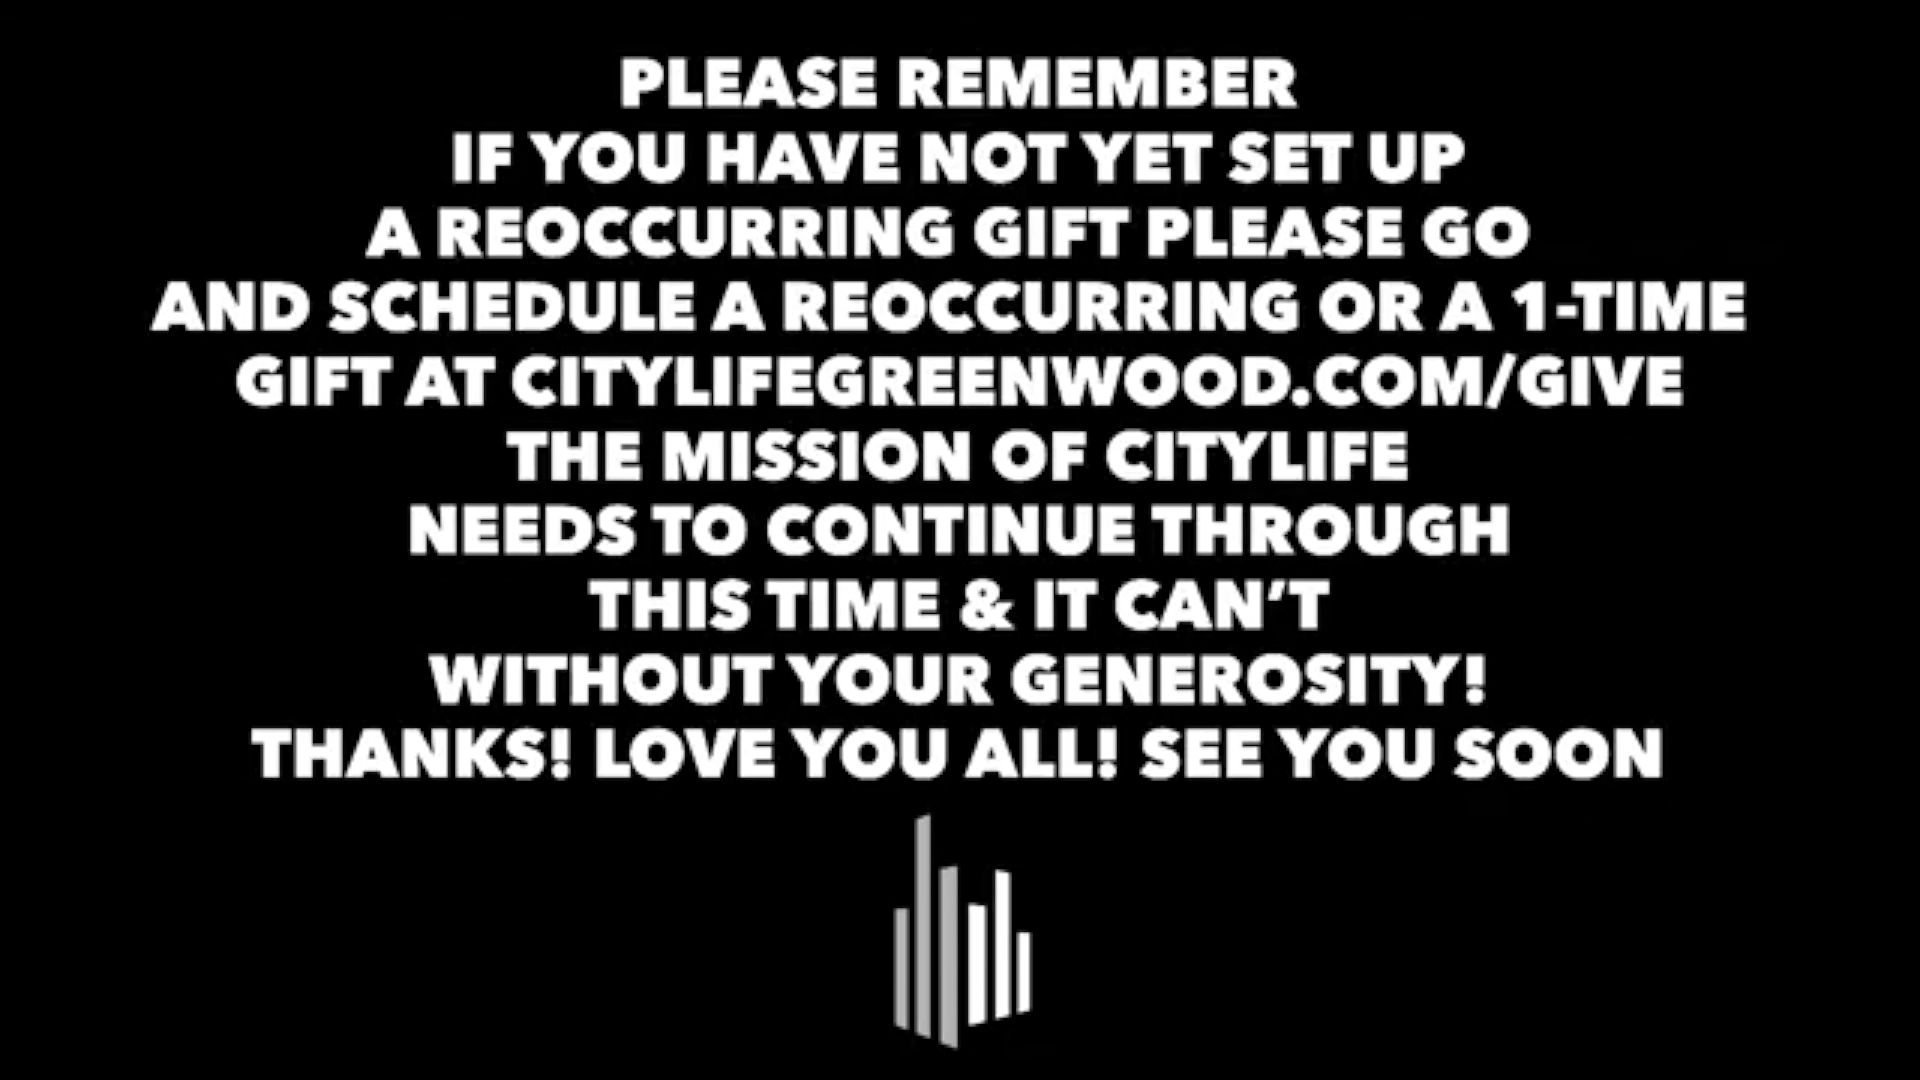 PLEASE REMEMBER
IF YOU HAVE NOT YET SET UP
A REOCCURRING GIFT PLEASE GO
AND SCHEDULE A REOCCURRING OR A 1-TIME
GIFT AT CITYLIFEGREENWOOD.COM/GIVE
THE MISSION OF CITYLIFE
NEEDS TO CONTINUE THROUGH
THIS TIME & IT CAN’T
WITHOUT YOUR GENEROSITY!
THANKS! LOVE YOU ALL! SEE YOU SOON